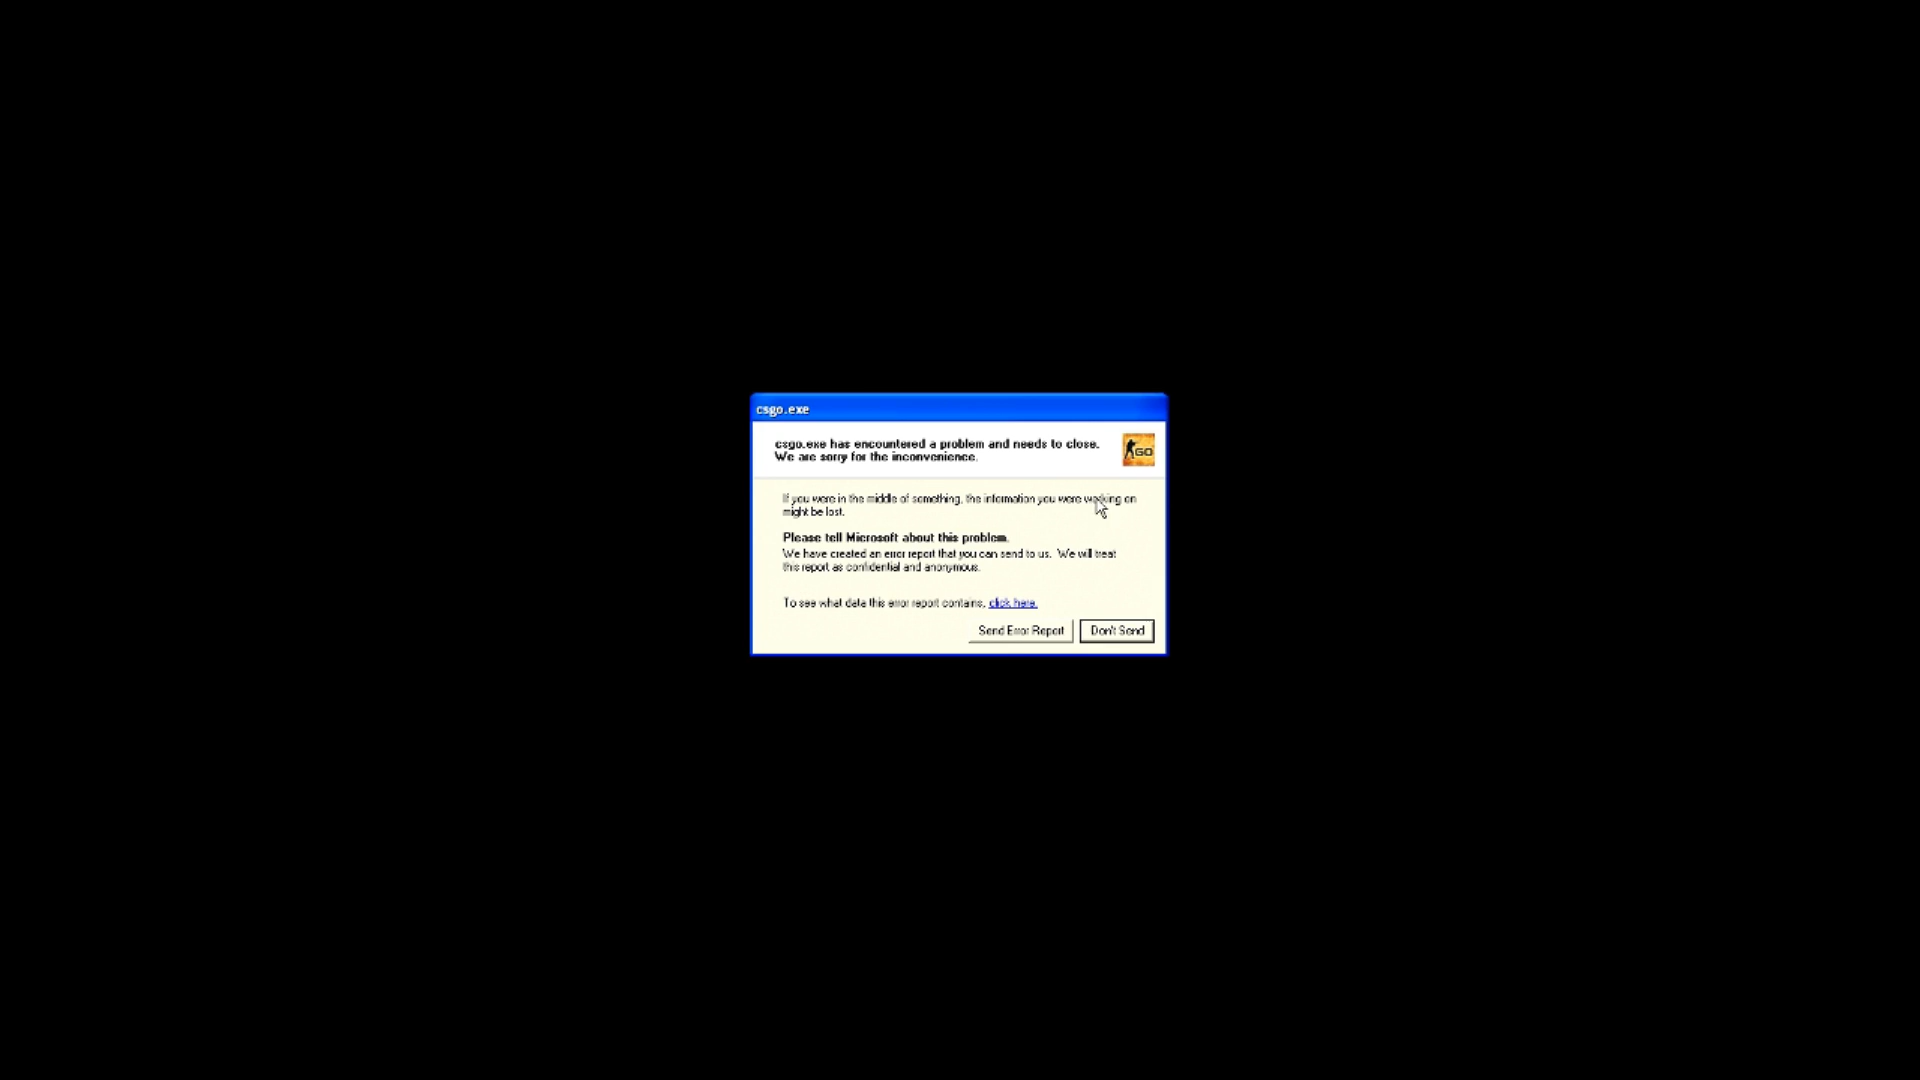 csgo.exe
csgo.exe has encountered a problem and needs to close.
We are sorry for the inconvenience.
GO
If you were in the middle of something, the information you were working on
might be lost.
Please tell Microsoft about this problem.
We have created an error report that you can send to us. We will treat
this report as confidential and anonymous.
To see what data this error report contains, click here.
Send Error Report
Don't Send